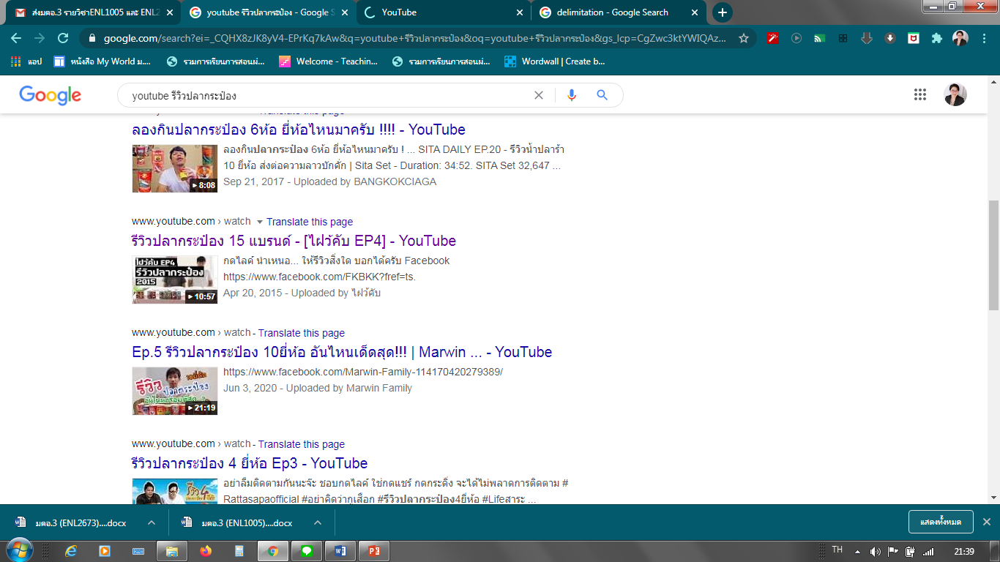 ส่งมคอ.3 รายวิชาENL1005 และ ENL2
youtube รีวิวปลากระป๋อง - Google S
YouTube
delimitation - Google Search
google.com/search?ei=_CQHX8zJK8yV4-EPrKq7kAw&q=youtube+รีวิวปลากระป๋อง&oq=youtube+รีวิวปลากระป๋อง&gs_lcp=CgZwc3ktYWIQAz...
แอป
หนังสือ My World ม....
รวมการเรียนการสอนผ่...
Welcome - Teachin...
รวมการเรียนการสอนผ่...
Wordwall | Create b...
Google
youtube รีวิวปลากระป๋อง
Translate this page
ลองกินปลากระป๋อง 6ห้อ ยี่ห้อไหนมาครับ !!!! - YouTube
ลองกินปลากระป๋อง 6ห้อ ยี่ห้อไหนมาครับ ! ... SITA DAILY EP.20 - รีวิวน้ำปลาร้า
10 ยี่ห้อ ส่งต่อความลาวบักคัก | Sita Set - Duration: 34:52. SITA Set 32,647 ...
8:08
Sep 21, 2017 - Uploaded by BANGKOKCIAGA
www.youtube.com › watch
Translate this page
รีวิวปลากระป๋อง 15 แบรนด์ - [ไฝว้คับ EP4] - YouTube
ไฝว้คับ EP4
รีวิวปลากระป๋อง
2015
10:57
กดไลค์ นำเหนอ... ให้รีวิวสิ่งใด บอกได้ครับ Facebook
https://www.facebook.com/FKBKK?fref=ts.
Apr 20, 2015 - Uploaded by ไฝว้คับ
www.youtube.com › watch - Translate this page
Ep.5 รีวิวปลากระป๋อง 10ยี่ห้อ อันไหนเด็ดสุด!!! | Marwin ... - YouTube
รีวิว
10ยี่ห้อ
ปลากระป๋อง
21:19
https://www.facebook.com/Marwin-Family-114170420279389/
Jun 3, 2020 - Uploaded by Marwin Family
www.youtube.com › watch - Translate this page
รีวิวปลากระป๋อง 4 ยี่ห้อ Ep3 - YouTube
รีวิว 4
อย่าลืมติดตามกันนะจ๊ะ ชอบกดไลค์ ใช่กดแชร์ กดกระดิ่ง จะได้ไม่พลาดการติดตาม #
Rattasapaofficial #อย่าคิดว่ากูเสือก #รีวิวปลากระป๋อง4ยี่ห้อ #Lifeสาระ ...
มคอ.3 (ENL2673)....docx
มคอ.3 (ENL1005)....docx
แสดงทั้งหมด
TH
21:39